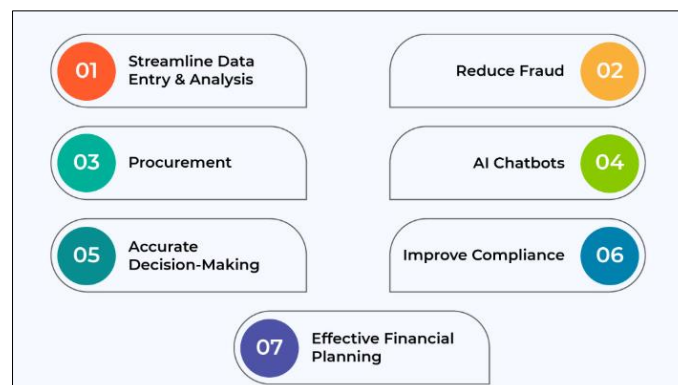 01
Streamline Data
Entry & Analysis
Reduce Fraud
02
03
Procurement
AI Chatbots
04
05
Accurate
Decision-Making
Improve Compliance
06
07
Effective Financial
Planning